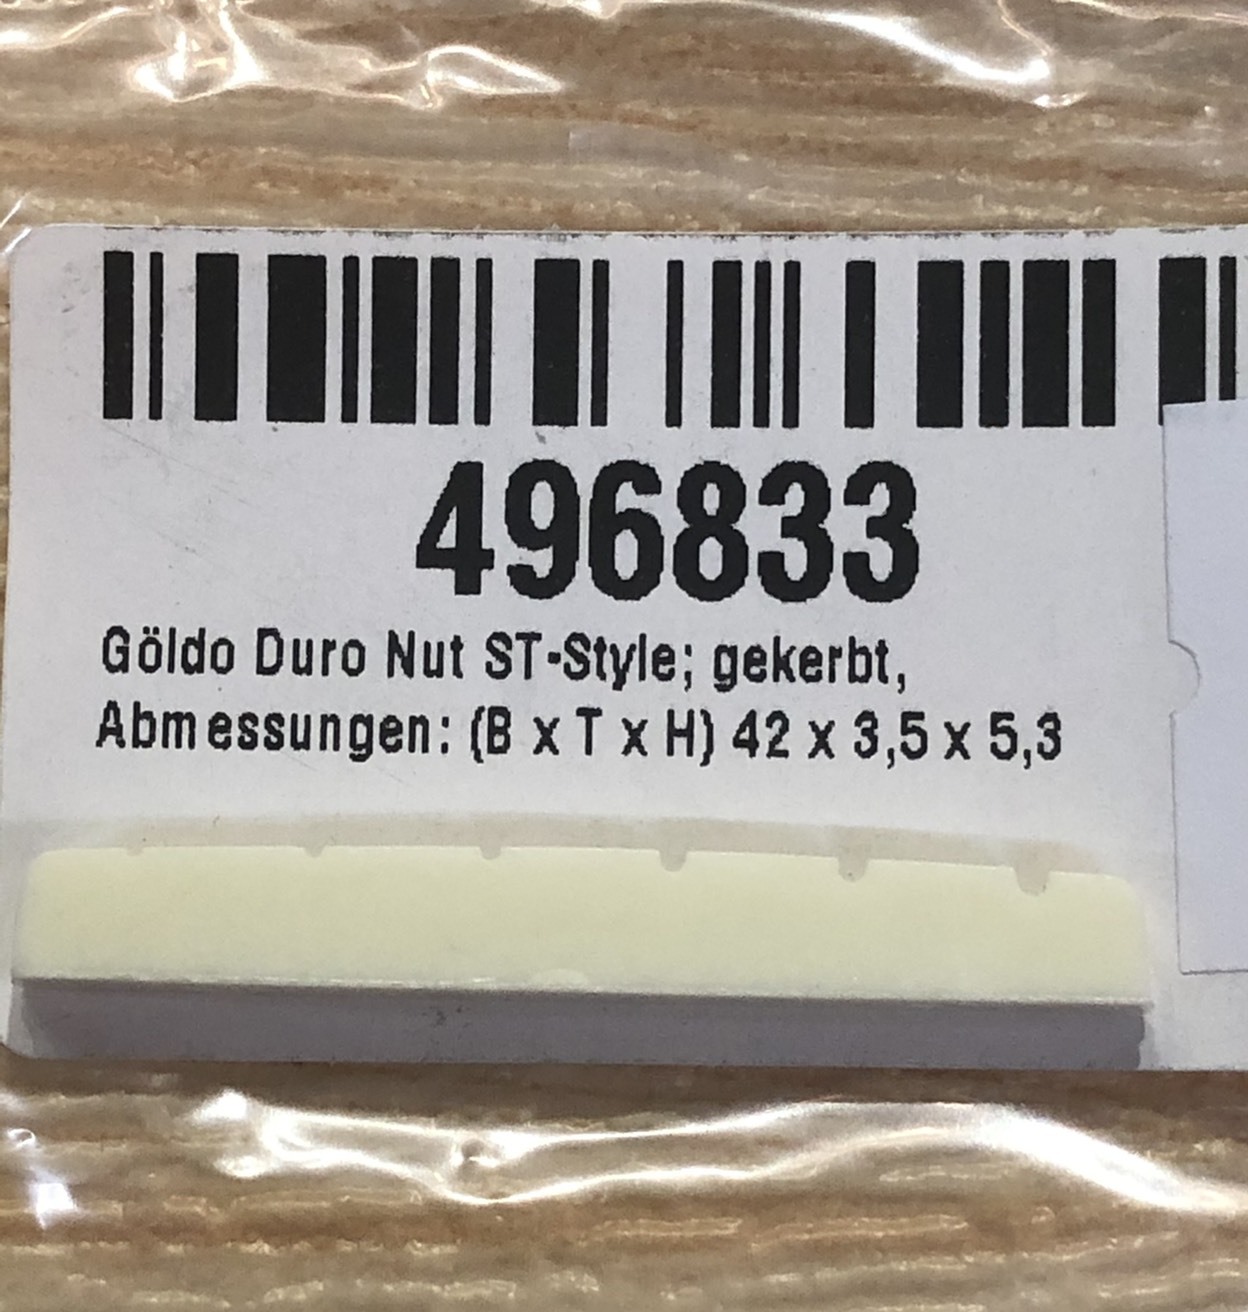 496833
Göldo Duro Nut ST-Style; gekerbt,
Abmessungen: (B x T x H) 42 x 3,5 x 5,3